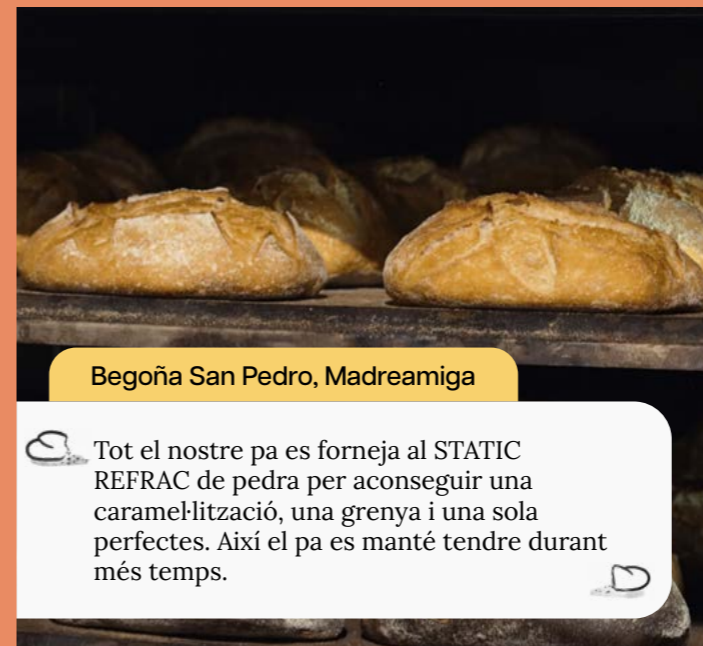 Begoña San Pedro, Madreamiga
Tot el nostre pa es forneja al STATIC
REFRAC de pedra per aconseguir una
caramel·lització, una grenya i una sola
perfectes. Així el pa es manté tendre durant
més temps.